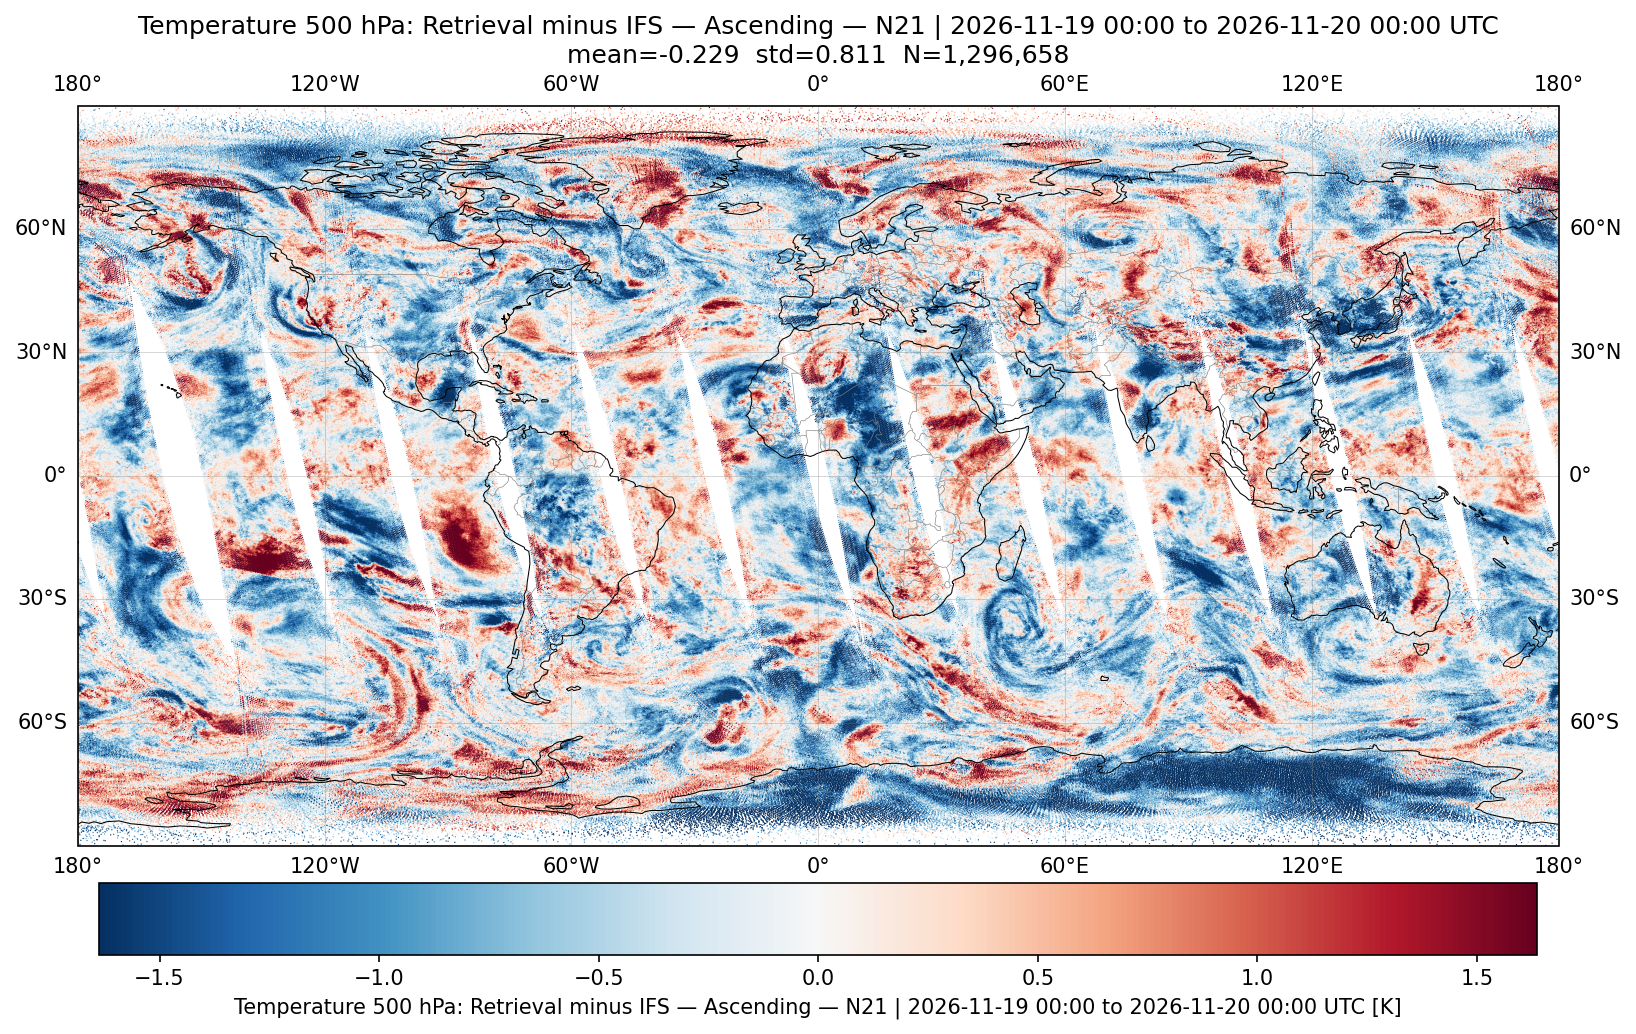 Temperature 500 hPa: Retrieval minus IFS — Ascending — N21 | 2026-11-19 00:00 to 2026-11-20 00:00 UTC
mean=-0.229  std=0.811  N=1,296,658
180° 120°W 60°W 0° 60°E 120°E 180°
60°N 60°N
30°N 30°N
0° 0°
30°S 30°S
60°S 60°S
180° 120°W 60°W 0° 60°E 120°E 180°
−1.5 −1.0 −0.5 0.0 0.5 1.0 1.5
Temperature 500 hPa: Retrieval minus IFS — Ascending — N21 | 2026-11-19 00:00 to 2026-11-20 00:00 UTC [K]